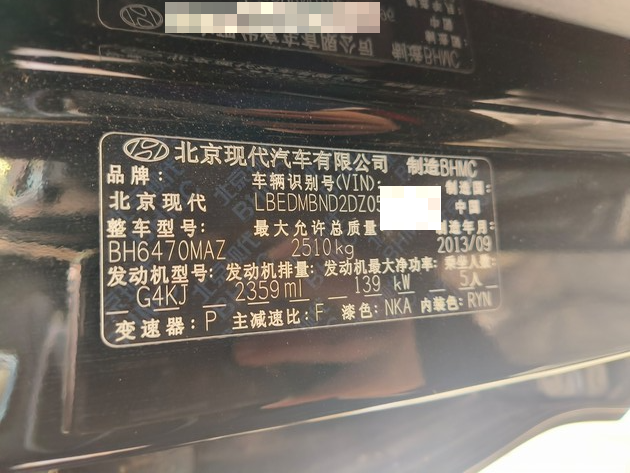 北京现代汽车有限公司 制造BHMC
品牌: 车辆识别号(VIN): 制造国:
北京现代 LBEDMBND2DZ05 中国
整车型号: 最大允许总质量 制造年月:
BH6470MAZ 2510kg 2013/09
发动机型号: 发动机排量: 发动机最大净功率: 乘坐人数:
G4KJ 2359ml 139 kW 5人
变速器: P 主减速比: F 漆色: NKA 内装色: RYN